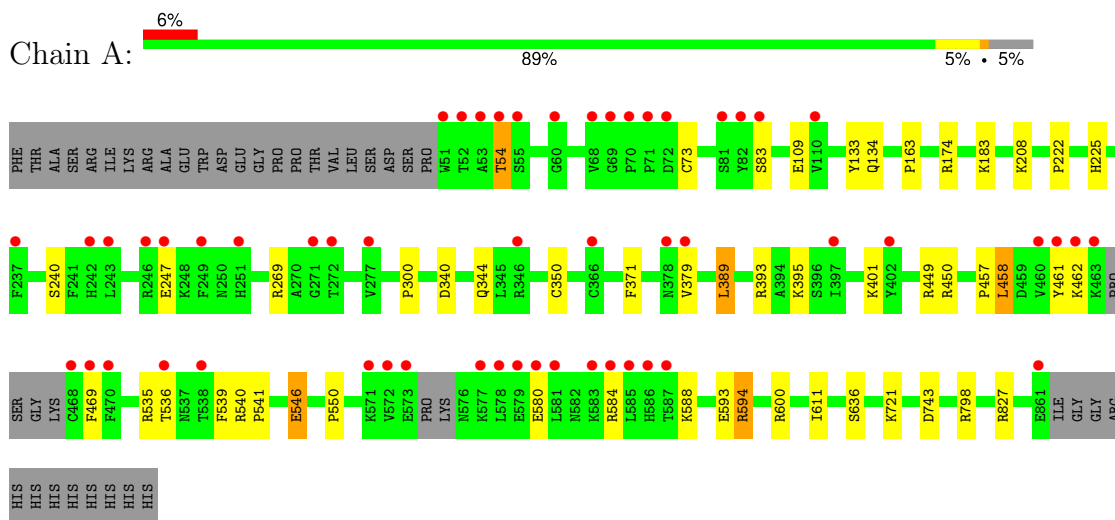 6%
Chain A:
89% 5% • 5%
PHE THR ALA SER ARG ILE LYS ARG ALA GLU TRP ASP GLU GLY PRO PRO THR VAL LEU SER ASP SER PRO W51 T52 A53 T54 S55 G60 V68 G69 P70 P71 D72 C73 S81 Y82 S83 E109 V110 Y133 Q134 P163 R174 K183 K208 P222 H225
F237 S240 F241 H242 L243 R246 E247 K248 F249 N250 H251 R269 A270 G271 T272 V277 P300 D340 Q344 L345 R346 C350 C366 F371 N378 V379 L389 R393 A394 K395 S396 I397 K401 Y402 R449 R450 P457 L458 D459 V460 Y461 K462 K463 PRO
SER GLY LYS C468 F469 F470 R535 T536 N537 T538 F539 R540 P541 E546 P550 K571 V572 E573 PRO LYS N576 K577 L578 E579 E580 L581 N582 K583 R584 L585 H586 T587 K588 E593 R594 R600 I611 S636 K721 D743 R798 R827 E861 ILE GLY GLY ARG
HIS HIS HIS HIS HIS HIS HIS HIS